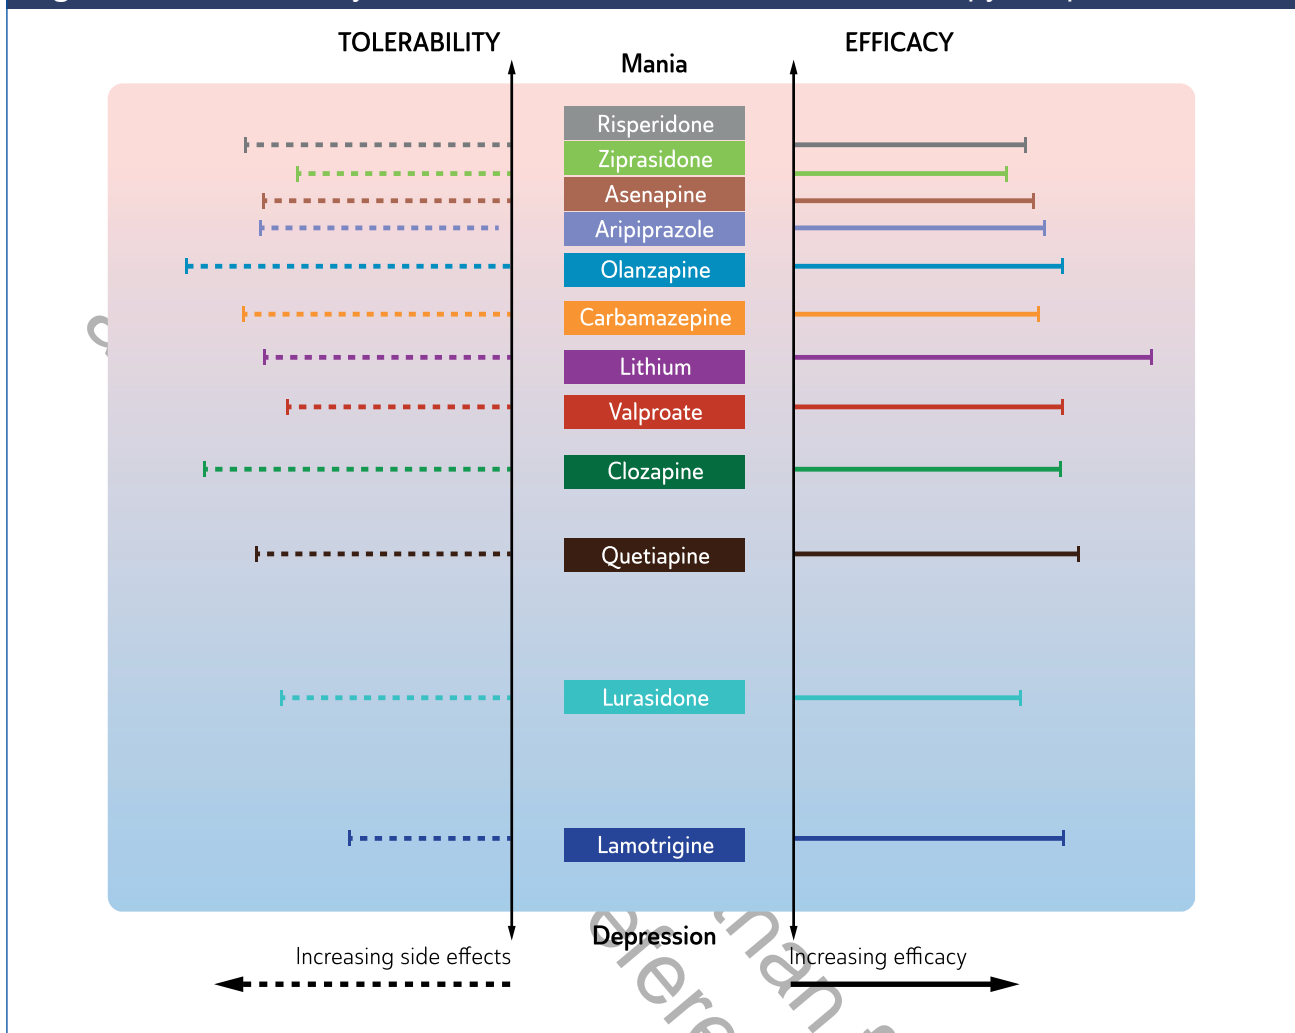 TOLERABILITY
EFFICACY
Mania
Risperidone
Ziprasidone
Asenapine
Aripiprazole
Olanzapine
Carbamazepine
Lithium
Valproate
Clozapine
Quetiapine
Lurasidone
Lamotrigine
Depression
Increasing side effects
Increasing efficacy